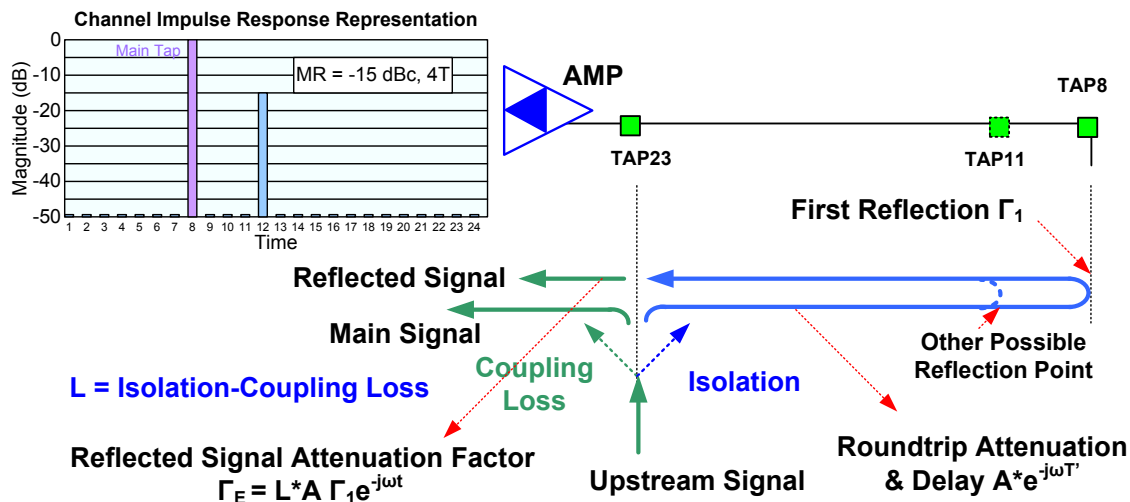 Channel Impulse Response Representation
Magnitude (dB)
0
-10
-20
-30
-40
-50
Main Tap
MR = -15 dBc, 4T
1 2 3 4 5 6 7 8 9 10 11 12 13 14 15 16 17 18 19 20 21 22 23 24
Time
AMP
TAP23
TAP11
TAP8
First Reflection Γ1
Reflected Signal
Main Signal
Other Possible
Reflection Point
Coupling
Loss
Isolation
L = Isolation-Coupling Loss
Reflected Signal Attenuation Factor
ΓE = L*A Γ1e-jωt
Upstream Signal
Roundtrip Attenuation
& Delay A*e-jωT'